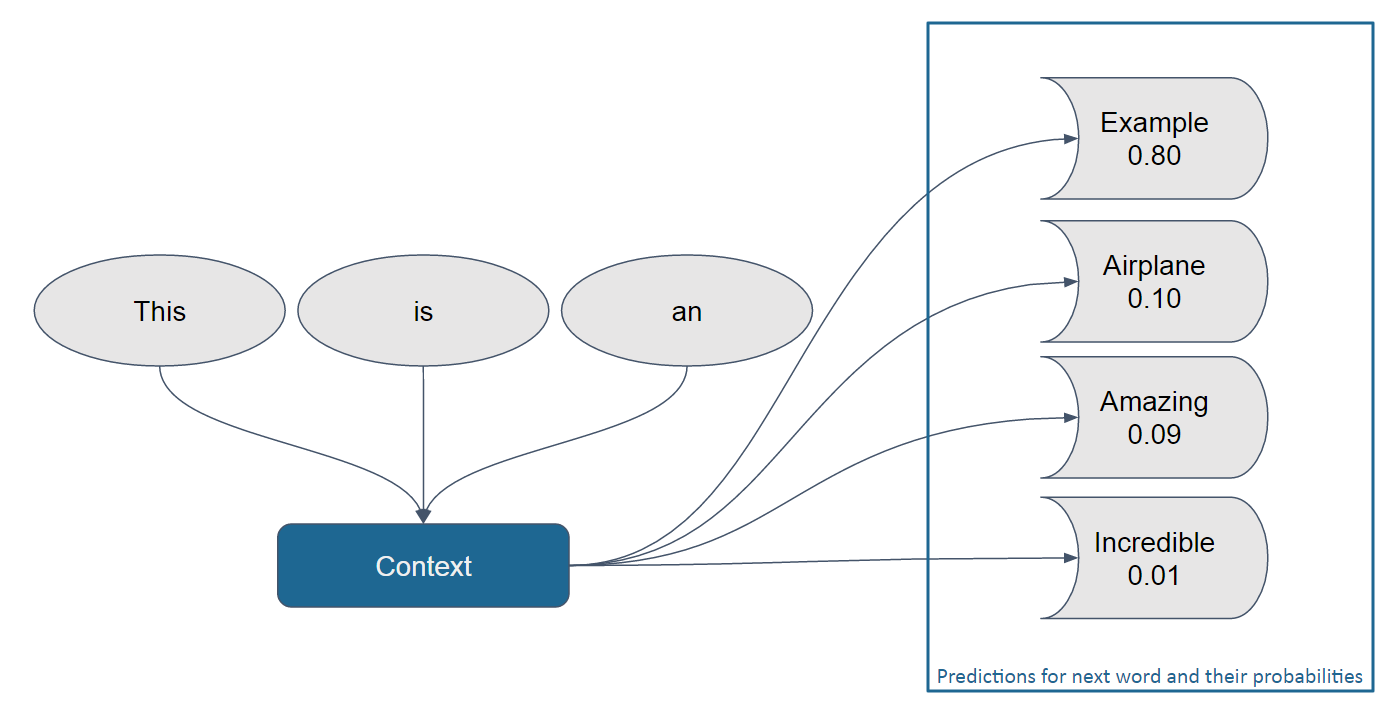 This
is
an
Context
Example
0.80
Airplane
0.10
Amazing
0.09
Incredible
0.01
Predictions for next word and their probabilities